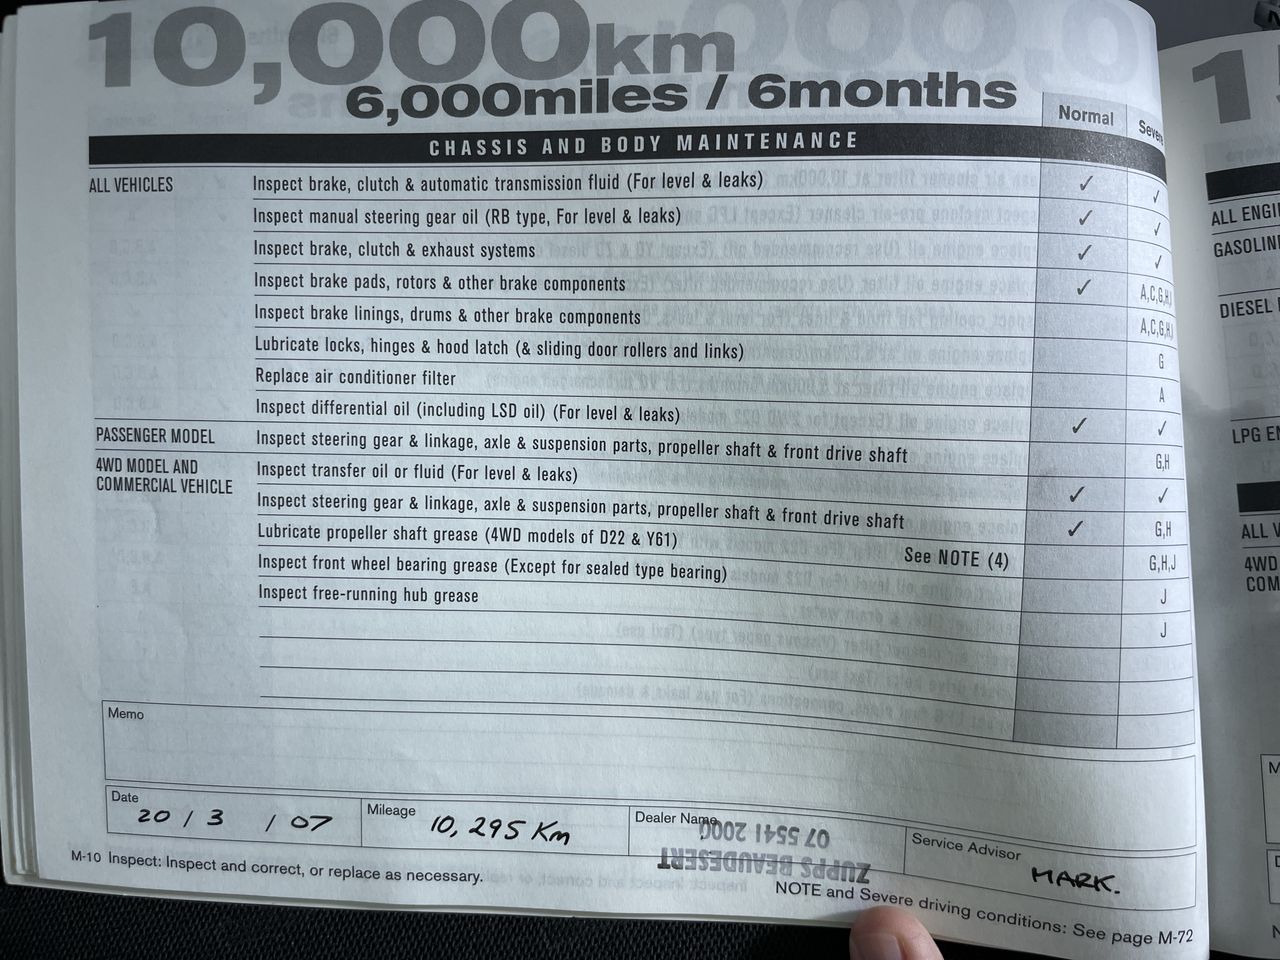 10,000km
6,000miles / 6months
Normal Severe
CHASSIS AND BODY MAINTENANCE
ALL VEHICLES Inspect brake, clutch & automatic transmission fluid (For level & leaks) ✓ ✓
Inspect manual steering gear oil (RB type, For level & leaks) ✓ ✓
Inspect brake, clutch & exhaust systems ✓ ✓
Inspect brake pads, rotors & other brake components ✓ A,C,G,H,I
Inspect brake linings, drums & other brake components A,C,G,H,I
Lubricate locks, hinges & hood latch (& sliding door rollers and links) G
Replace air conditioner filter A
Inspect differential oil (including LSD oil) (For level & leaks) ✓ ✓
PASSENGER MODEL Inspect steering gear & linkage, axle & suspension parts, propeller shaft & front drive shaft G,H
4WD MODEL AND Inspect transfer oil or fluid (For level & leaks) ✓ ✓
COMMERCIAL VEHICLE Inspect steering gear & linkage, axle & suspension parts, propeller shaft & front drive shaft ✓ G,H
Lubricate propeller shaft grease (4WD models of D22 & Y61) See NOTE (4) G,H,J
Inspect front wheel bearing grease (Except for sealed type bearing) J
Inspect free-running hub grease J
Memo
Date 20 / 3 / 07
Mileage 10,295 Km
Dealer Name
07 5541 2000
ZUPPS BEAUDESERT
Service Advisor MARK.
M-10 Inspect: Inspect and correct, or replace as necessary.
NOTE and Severe driving conditions: See page M-72
1
ALL
DIESEL
4WD